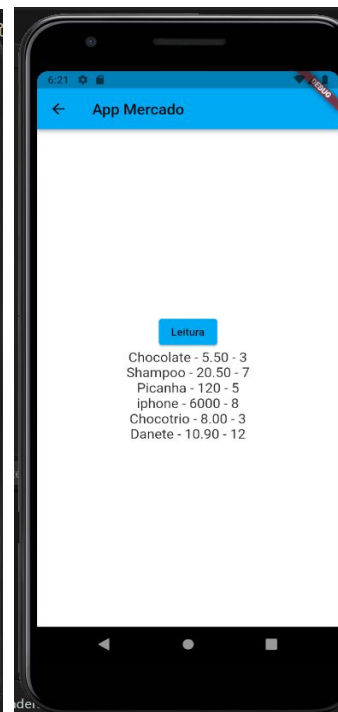 6:21
DEBUG
App Mercado
Leitura
Chocolate - 5.50 - 3
Shampoo - 20.50 - 7
Picanha - 120 - 5
iphone - 6000 - 8
Chocotrio - 8.00 - 3
Danete - 10.90 - 12